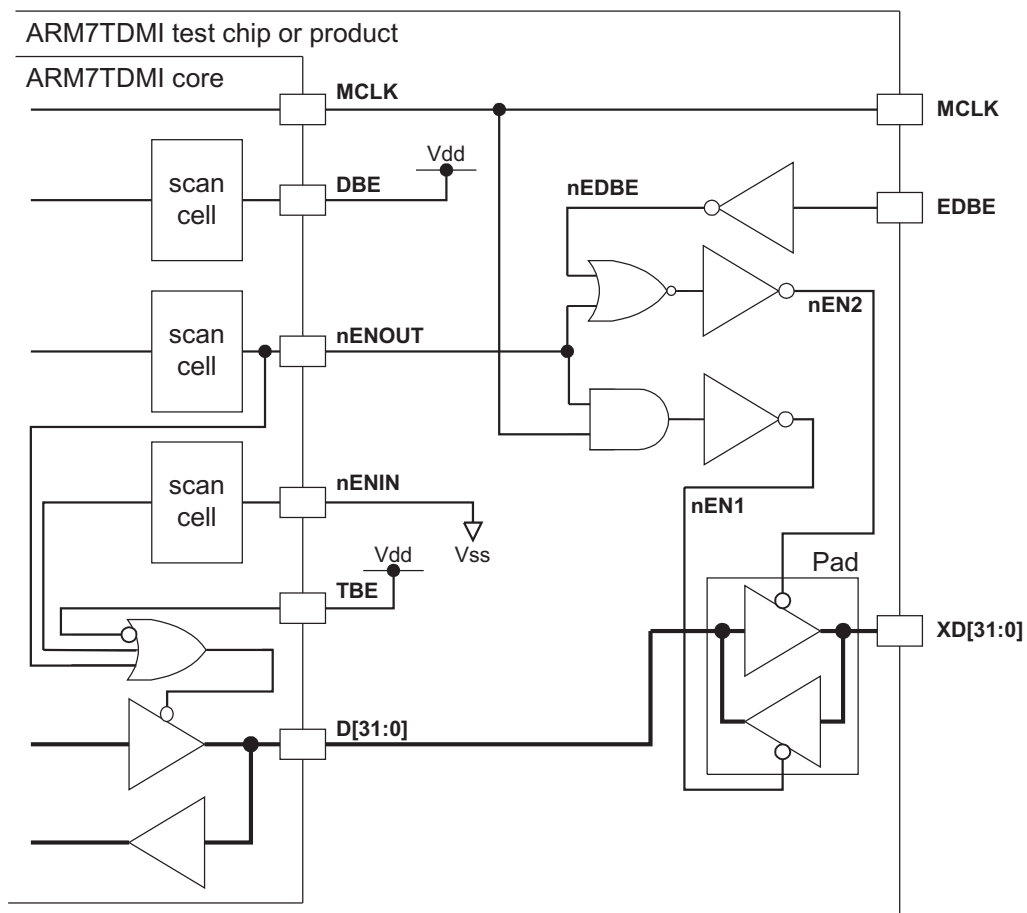 ARM7TDMI test chip or product
ARM7TDMI core
MCLK
MCLK
scan
cell
DBE
Vdd
nEDBE
EDBE
scan
cell
nENOUT
nEN2
scan
cell
nENIN
Vss
nEN1
Vdd
TBE
Pad
XD[31:0]
D[31:0]